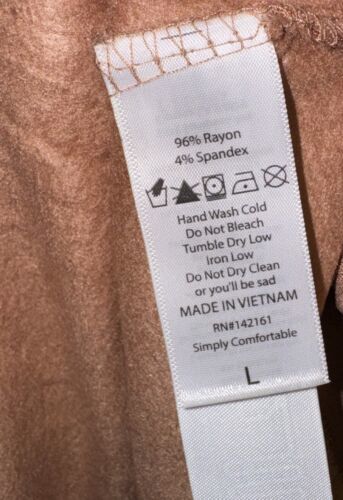 96% Rayon
4% Spandex
Hand Wash Cold
Do Not Bleach
Tumble Dry Low
Iron Low
Do Not Dry Clean
or you'll be sad
MADE IN VIETNAM
RN#142161
Simply Comfortable
L